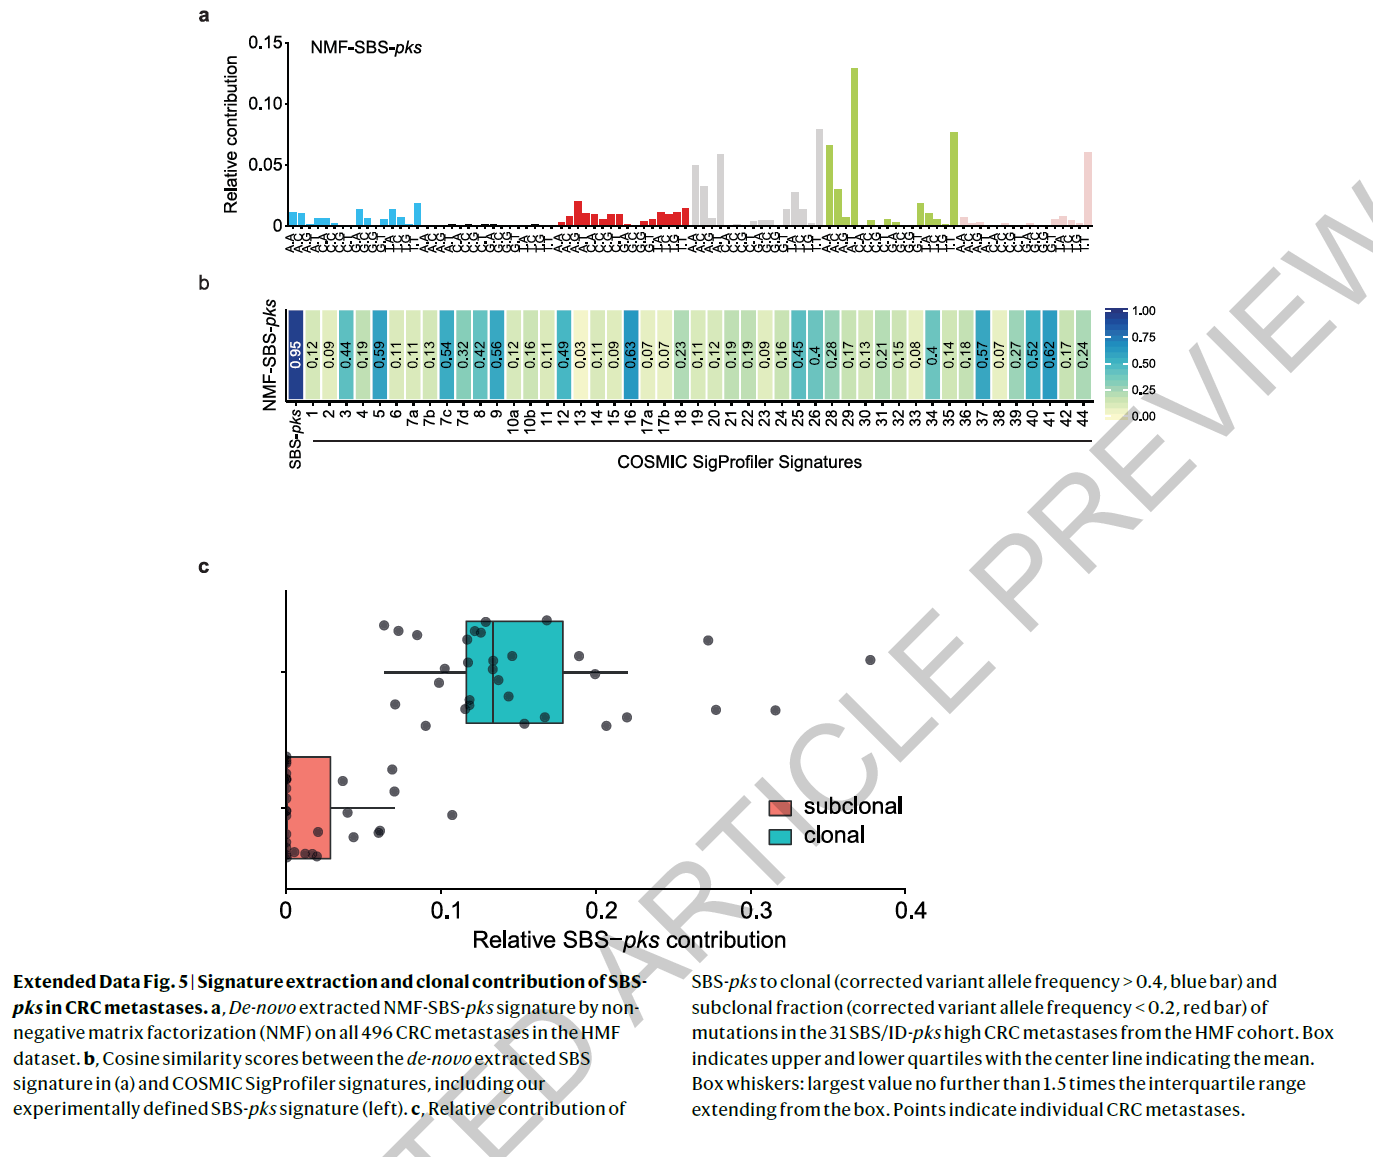 a
NMF-SBS-pks
0.15
0.10
0.05
0
Relative contribution
b
NMF-SBS-pks
0.95 0.12 0.09 0.44 0.19 0.59 0.11 0.11 0.13 0.54 0.32 0.42 0.56 0.12 0.16 0.11 0.49 0.03 0.11 0.09 0.63 0.07 0.07 0.23 0.11 0.12 0.19 0.19 0.09 0.16 0.45 0.4 0.28 0.17 0.13 0.21 0.15 0.08 0.4 0.14 0.18 0.57 0.07 0.27 0.52 0.62 0.17 0.24
SBS-pks 1 2 3 4 5 6 7a 7b 7c 7d 8 9 10a 10b 11 12 13 14 15 16 17a 17b 18 19 20 21 22 23 24 25 26 28 29 30 31 32 33 34 35 36 37 38 39 40 41 42 44
COSMIC SigProfiler Signatures
1.00
0.75
0.50
0.25
0.00
c
subclonal
clonal
0 0.1 0.2 0.3 0.4
Relative SBS-pks contribution
Extended Data Fig. 5 | Signature extraction and clonal contribution of SBS-
pks in CRC metastases. a, De-novo extracted NMF-SBS-pks signature by non-
negative matrix factorization (NMF) on all 496 CRC metastases in the HMF
dataset. b, Cosine similarity scores between the de-novo extracted SBS
signature in (a) and COSMIC SigProfiler signatures, including our
experimentally defined SBS-pks signature (left). c, Relative contribution of
SBS-pks to clonal (corrected variant allele frequency > 0.4, blue bar) and
subclonal fraction (corrected variant allele frequency < 0.2, red bar) of
mutations in the 31 SBS/ID-pks high CRC metastases from the HMF cohort. Box
indicates upper and lower quartiles with the center line indicating the mean.
Box whiskers: largest value no further than 1.5 times the interquartile range
extending from the box. Points indicate individual CRC metastases.
TED ARTICLE PREVIEW